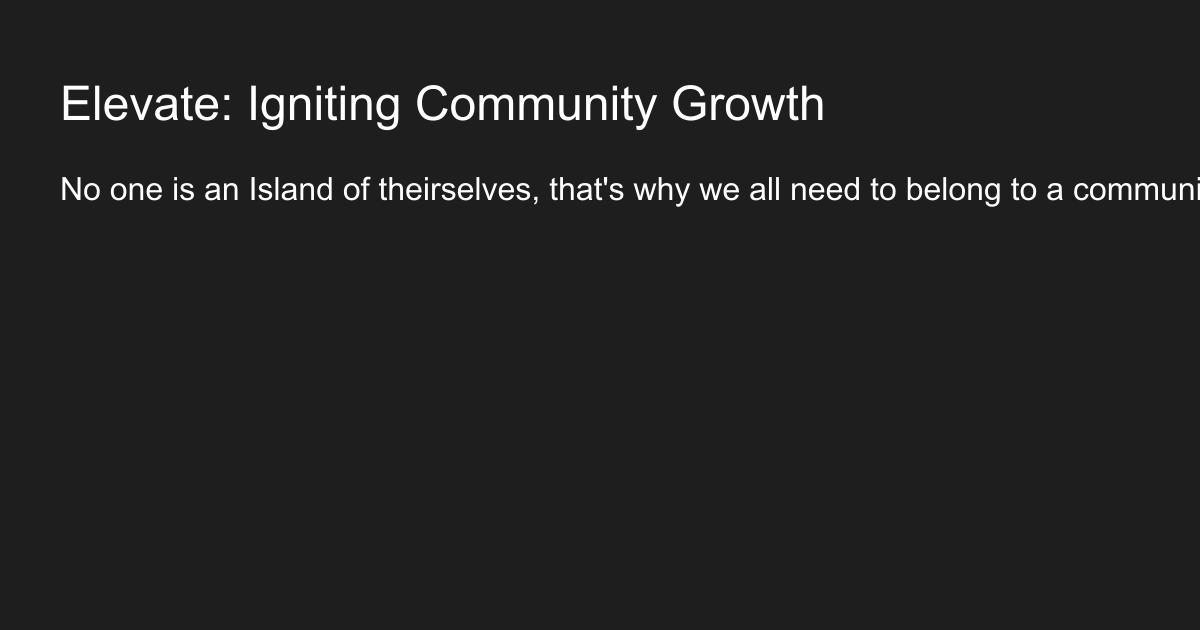 Elevate: Igniting Community Growth
No one is an Island of theirselves, that's why we all need to belong to a communi